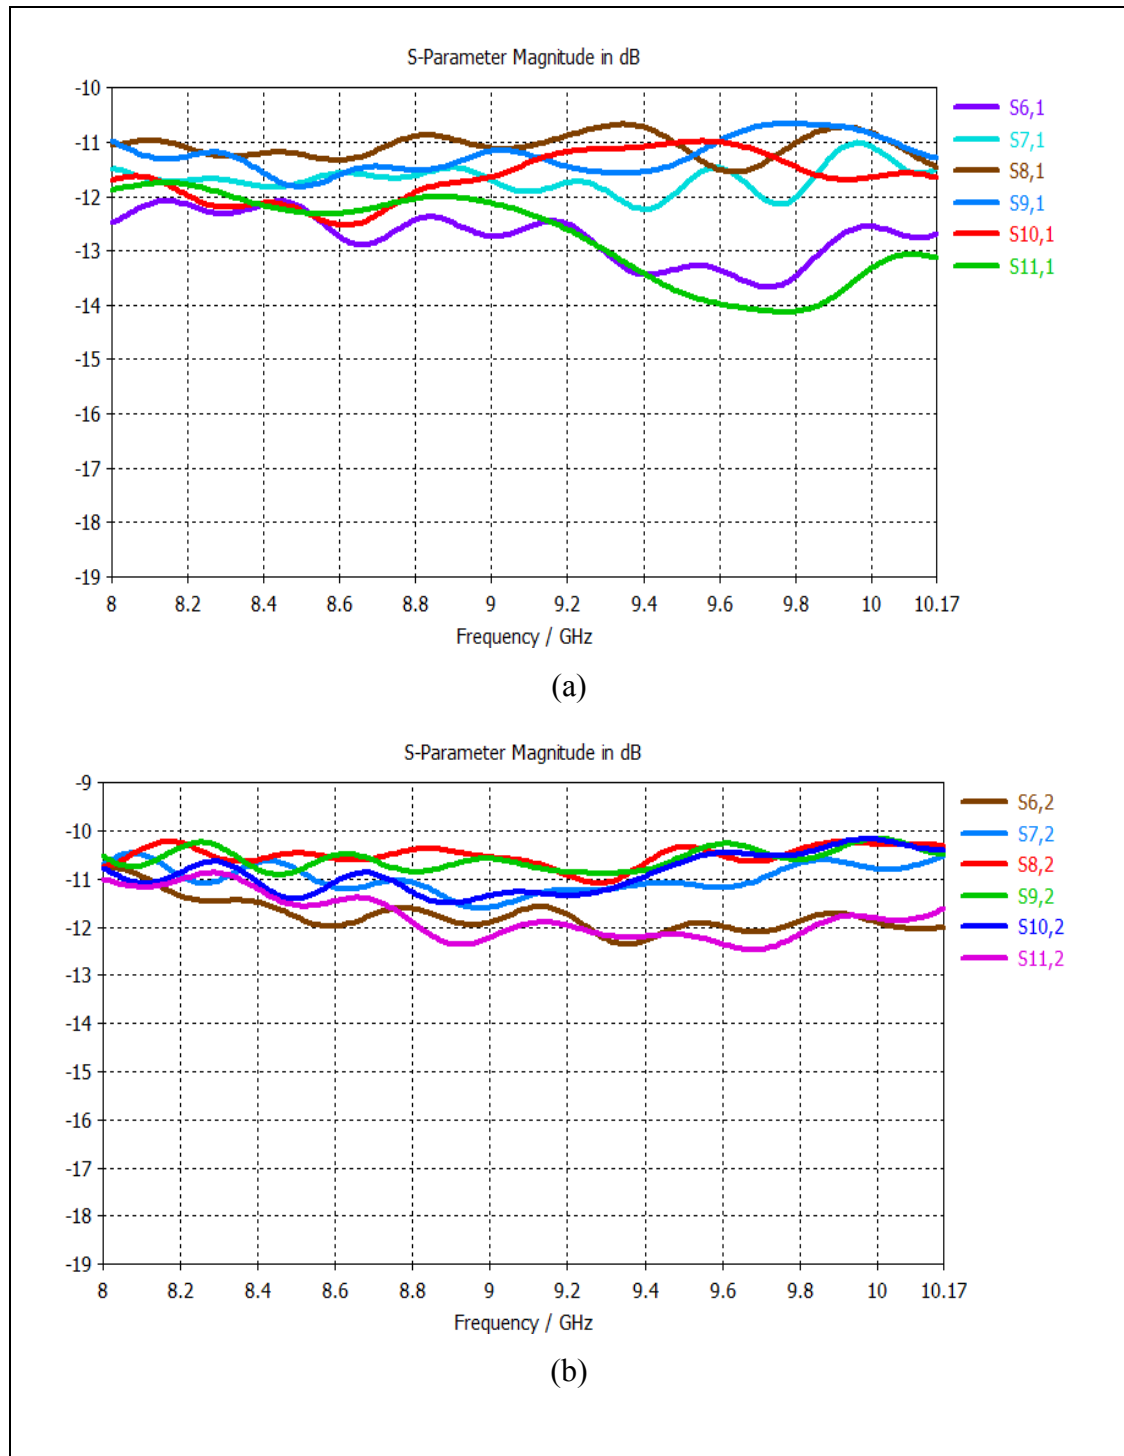 S-Parameter Magnitude in dB
-10
-11
-12
-13
-14
-15
-16
-17
-18
-19
8 8.2 8.4 8.6 8.8 9 9.2 9.4 9.6 9.8 10 10.17
Frequency / GHz
S6,1
S7,1
S8,1
S9,1
S10,1
S11,1
(a)
S-Parameter Magnitude in dB
-9
-10
-11
-12
-13
-14
-15
-16
-17
-18
-19
8 8.2 8.4 8.6 8.8 9 9.2 9.4 9.6 9.8 10 10.17
Frequency / GHz
S6,2
S7,2
S8,2
S9,2
S10,2
S11,2
(b)